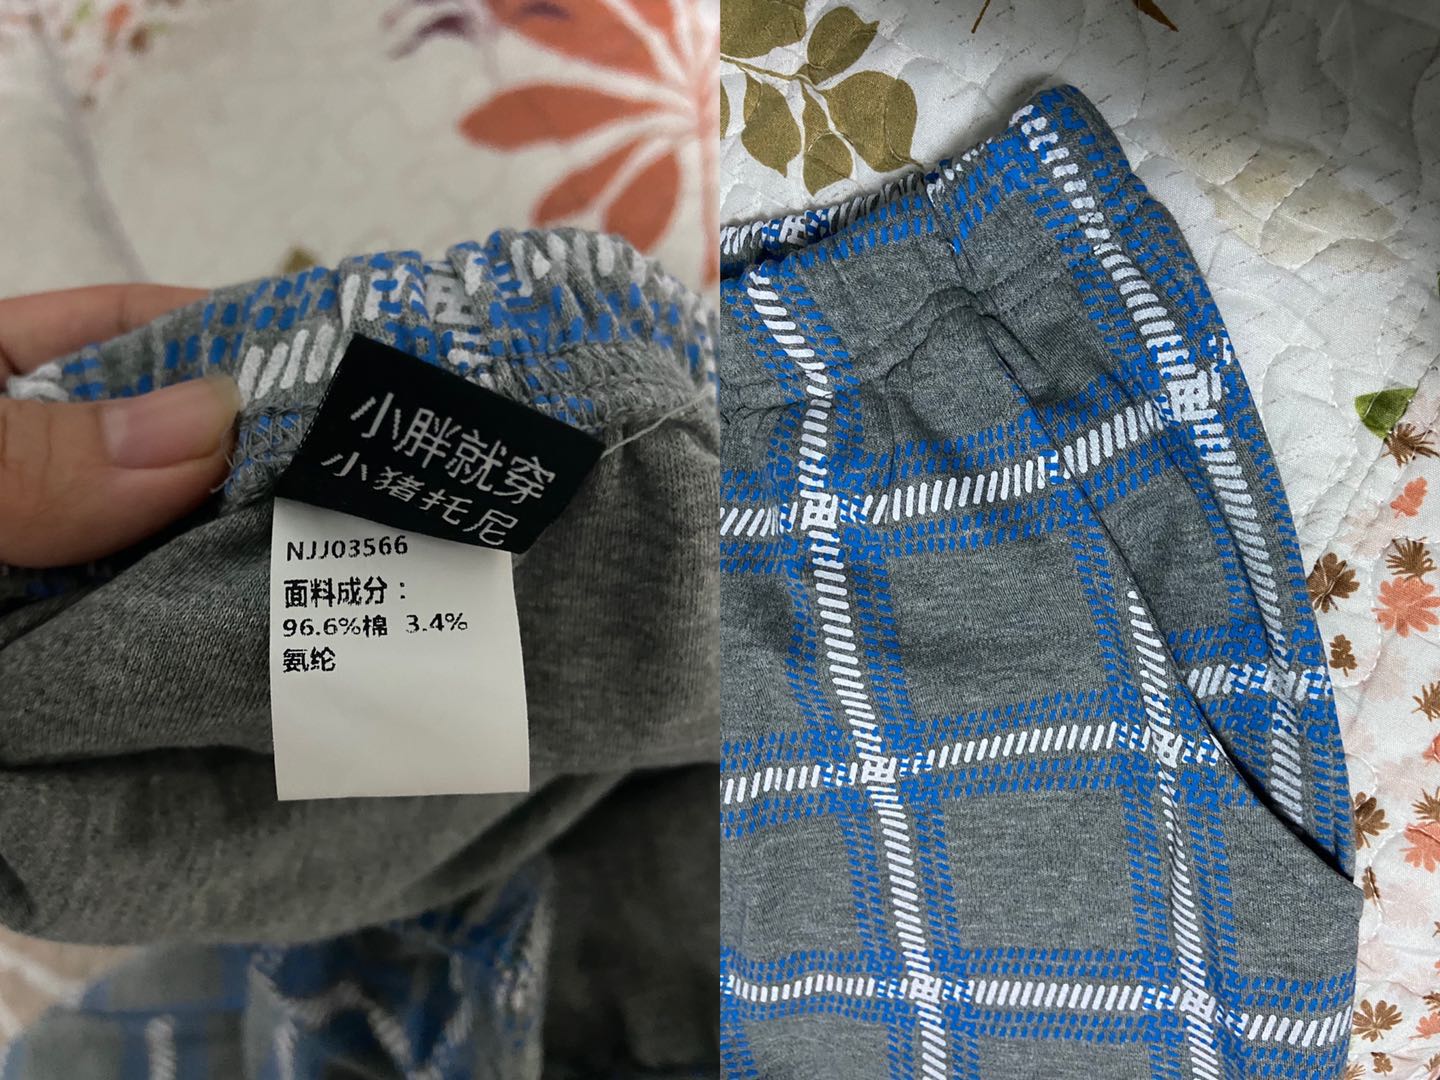 小胖就穿
小猪托尼
NJJ03566
面料成分：
96.6%棉 3.4%
氨纶